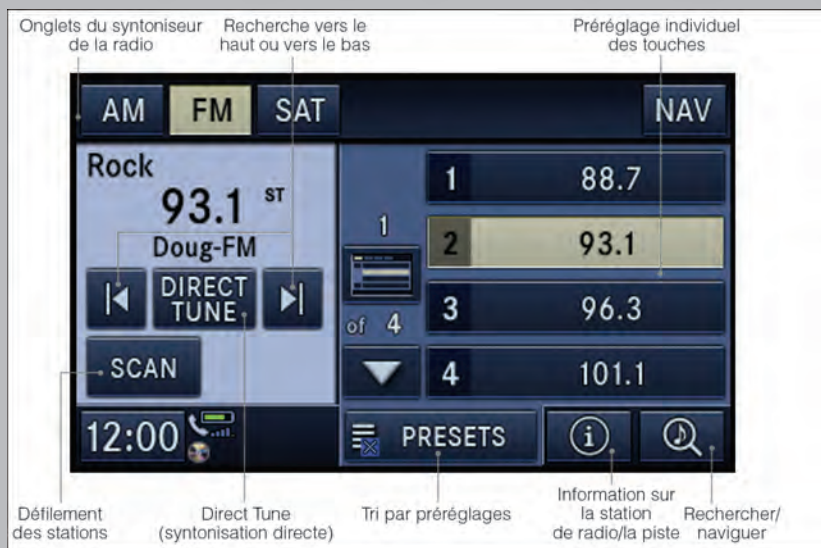 Onglets du syntoniseur
de la radio
Recherche vers le
haut ou vers le bas
Préréglage individuel
des touches
AM FM SAT NAV
Rock
93.1 ST
Doug-FM
DIRECT
TUNE
SCAN
12:00
1
of 4
1 88.7
2 93.1
3 96.3
4 101.1
PRESETS
i
Défilement
des stations
Direct Tune
(syntonisation directe)
Tri par préréglages
Information sur
la station
de radio/la piste
Rechercher/
naviguer